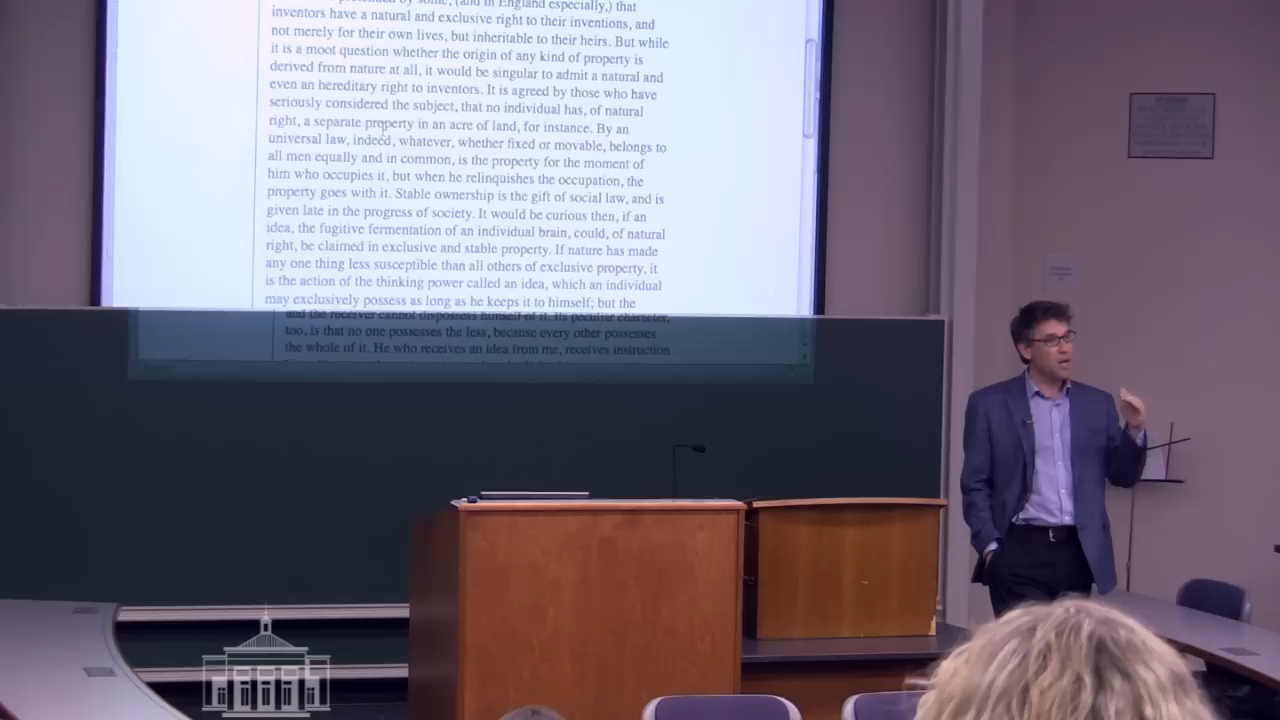 pretended by some, (and in England especially,) that
inventors have a natural and exclusive right to their inventions, and
not merely for their own lives, but inheritable to their heirs. But while
it is a moot question whether the origin of any kind of property is
derived from nature at all, it would be singular to admit a natural and
even an hereditary right to inventors. It is agreed by those who have
seriously considered the subject, that no individual has, of natural
right, a separate property in an acre of land, for instance. By an
universal law, indeed, whatever, whether fixed or movable, belongs to
all men equally and in common, is the property for the moment of
him who occupies it, but when he relinquishes the occupation, the
property goes with it. Stable ownership is the gift of social law, and is
given late in the progress of society. It would be curious then, if an
idea, the fugitive fermentation of an individual brain, could, of natural
right, be claimed in exclusive and stable property. If nature has made
any one thing less susceptible than all others of exclusive property, it
is the action of the thinking power called an idea, which an individual
may exclusively possess as long as he keeps it to himself; but the
and the receiver cannot dispossess himself of it. Its peculiar character,
too, is that no one possesses the less, because every other possesses
the whole of it. He who receives an idea from me, receives instruction